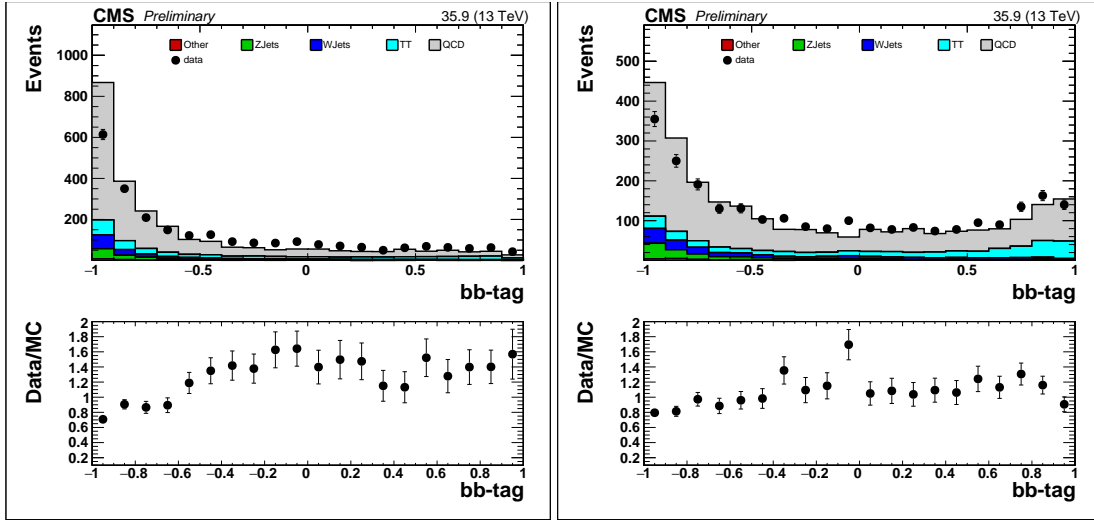 CMS Preliminary 35.9 (13 TeV)
Events
Other ZJets WJets TT QCD
data
1000
800
600
400
200
−1 −0.5 0 0.5 1
bb-tag
Data/MC
1.8
1.6
1.4
1.2
1
0.8
0.6
0.4
0.2
−1 −0.8 −0.6 −0.4 −0.2 0 0.2 0.4 0.6 0.8 1
bb-tag
CMS Preliminary 35.9 (13 TeV)
Events
Other ZJets WJets TT QCD
data
500
400
300
200
100
−1 −0.5 0 0.5 1
bb-tag
Data/MC
2
1.8
1.6
1.4
1.2
1
0.8
0.6
0.4
0.2
−1 −0.8 −0.6 −0.4 −0.2 0 0.2 0.4 0.6 0.8 1
bb-tag